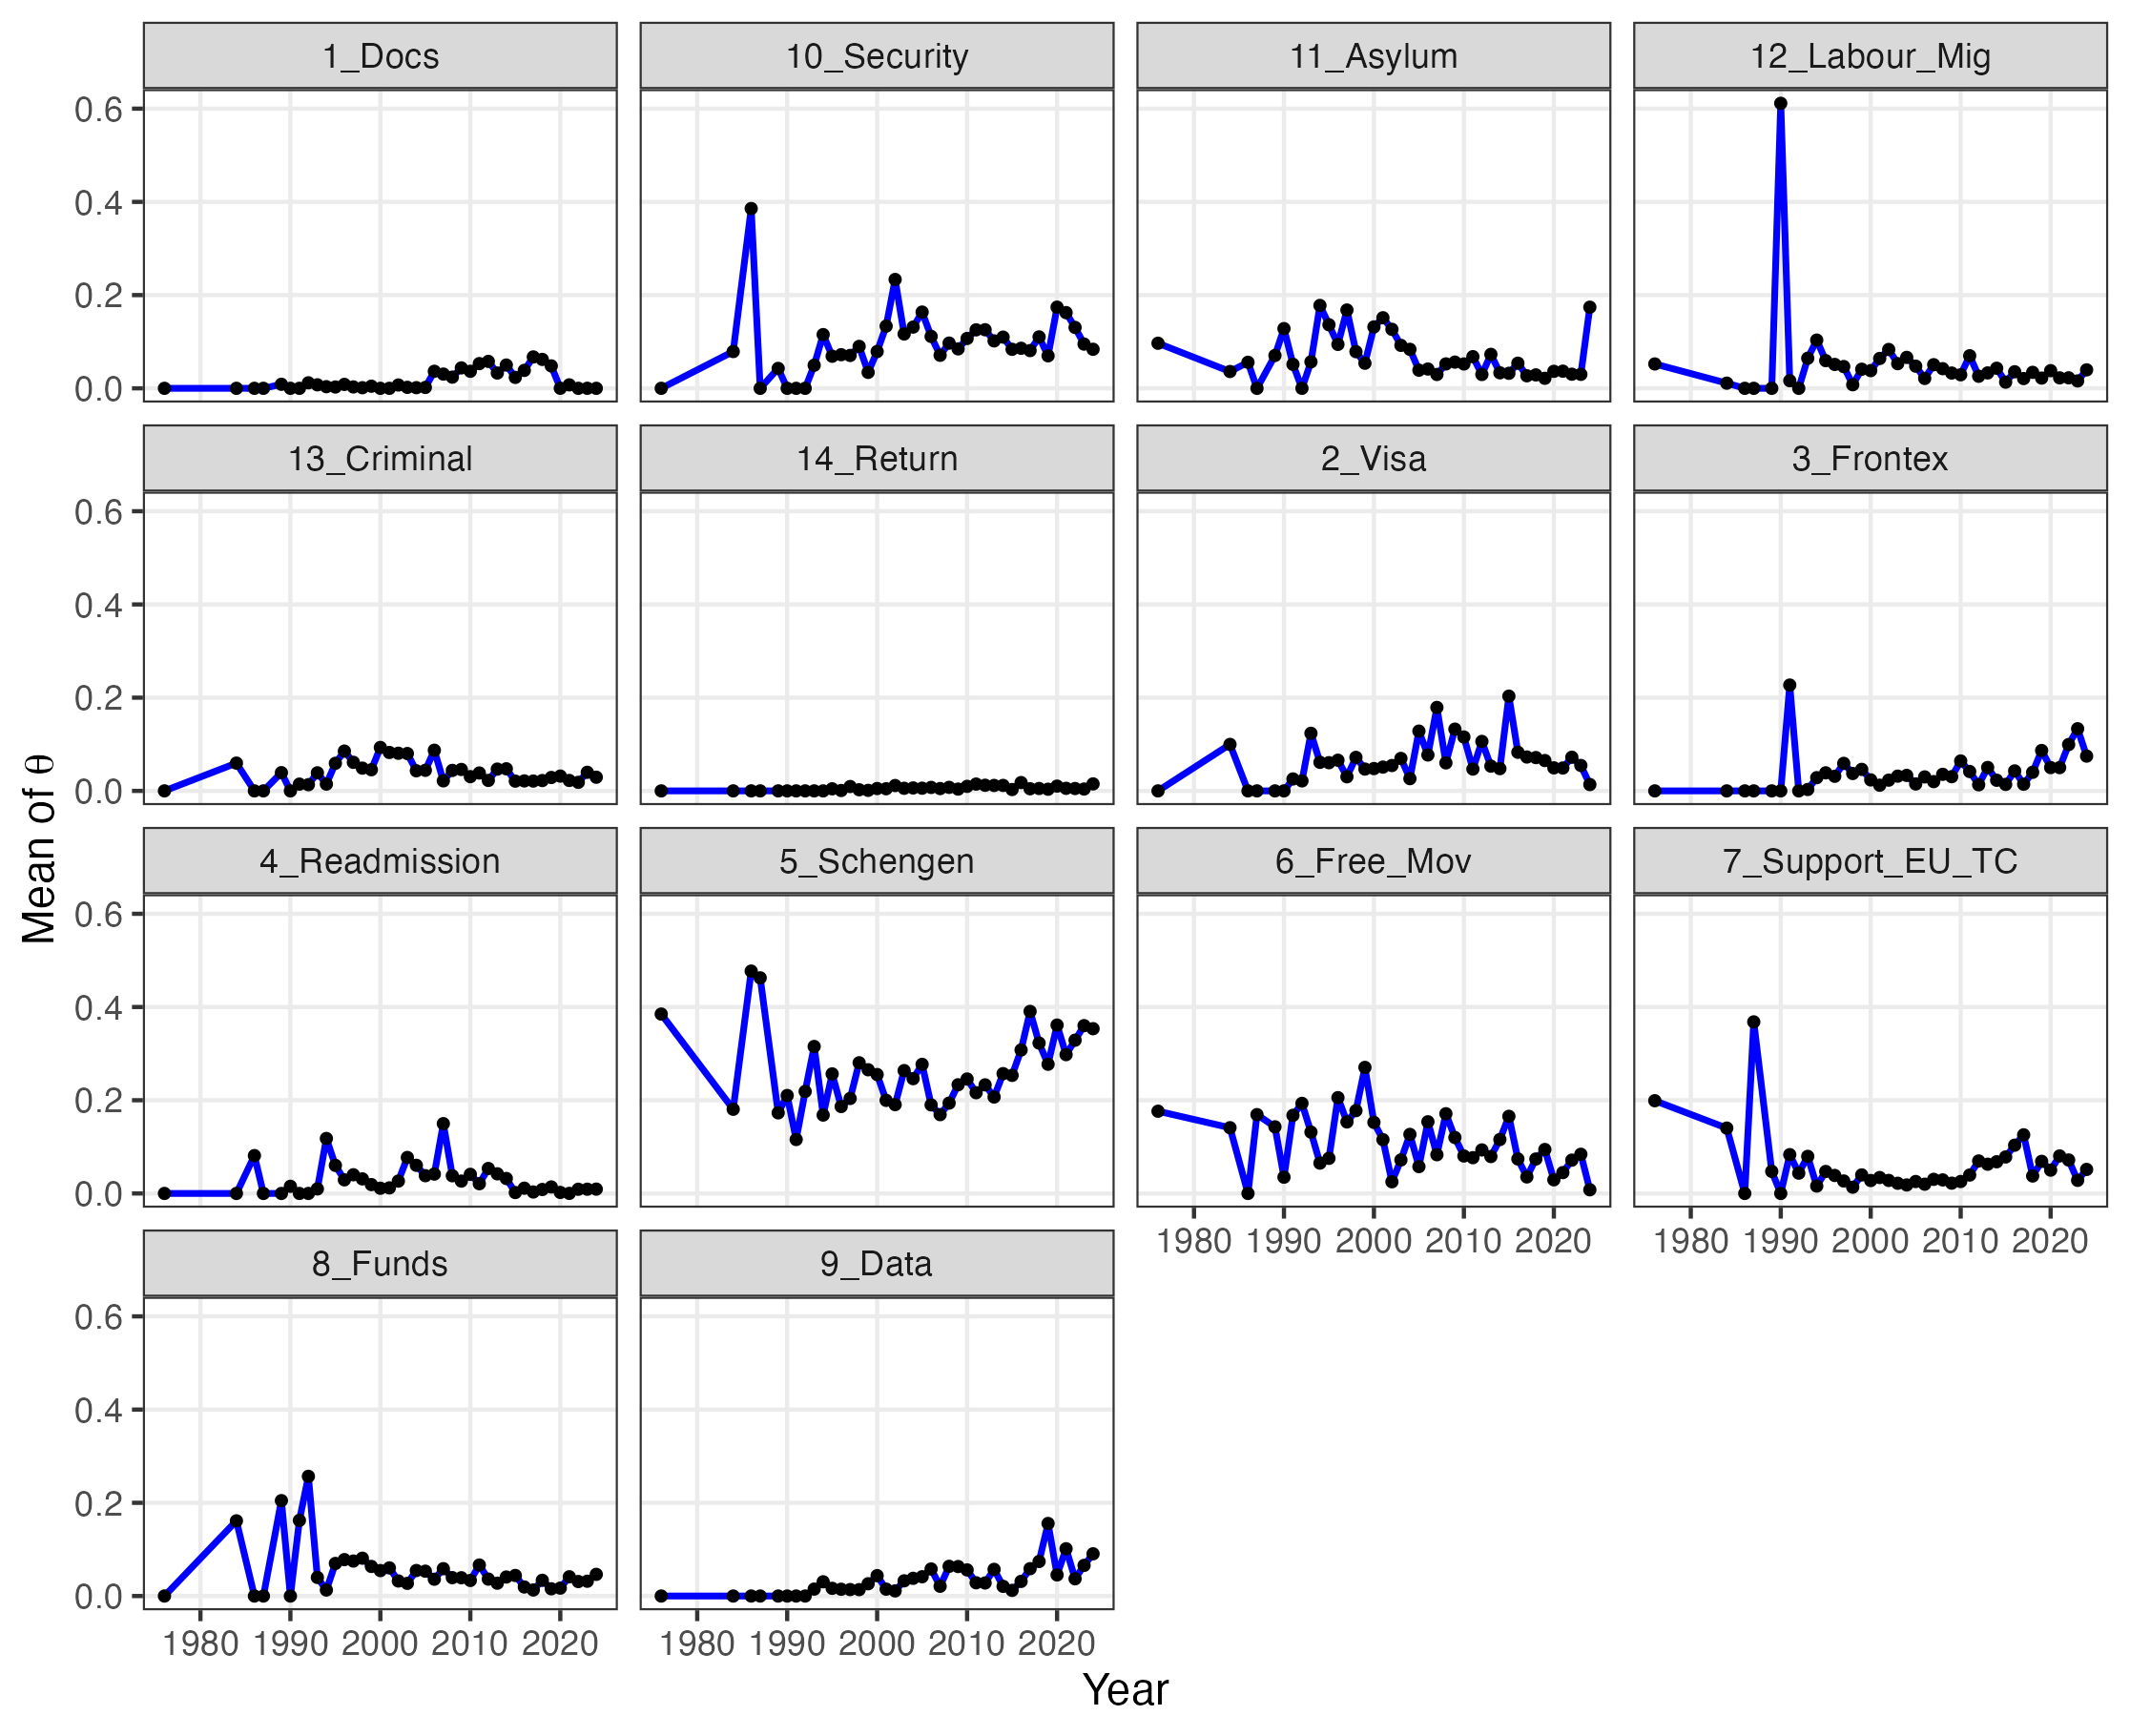 1_Docs 10_Security 11_Asylum 12_Labour_Mig
0.6
0.4
0.2
0.0
13_Criminal 14_Return 2_Visa 3_Frontex
0.6
0.4
0.2
0.0
Mean of θ
4_Readmission 5_Schengen 6_Free_Mov 7_Support_EU_TC
0.6
0.4
0.2
0.0
1980 1990 2000 2010 2020 1980 1990 2000 2010 2020
8_Funds 9_Data
0.6
0.4
0.2
0.0
1980 1990 2000 2010 2020 1980 1990 2000 2010 2020
Year